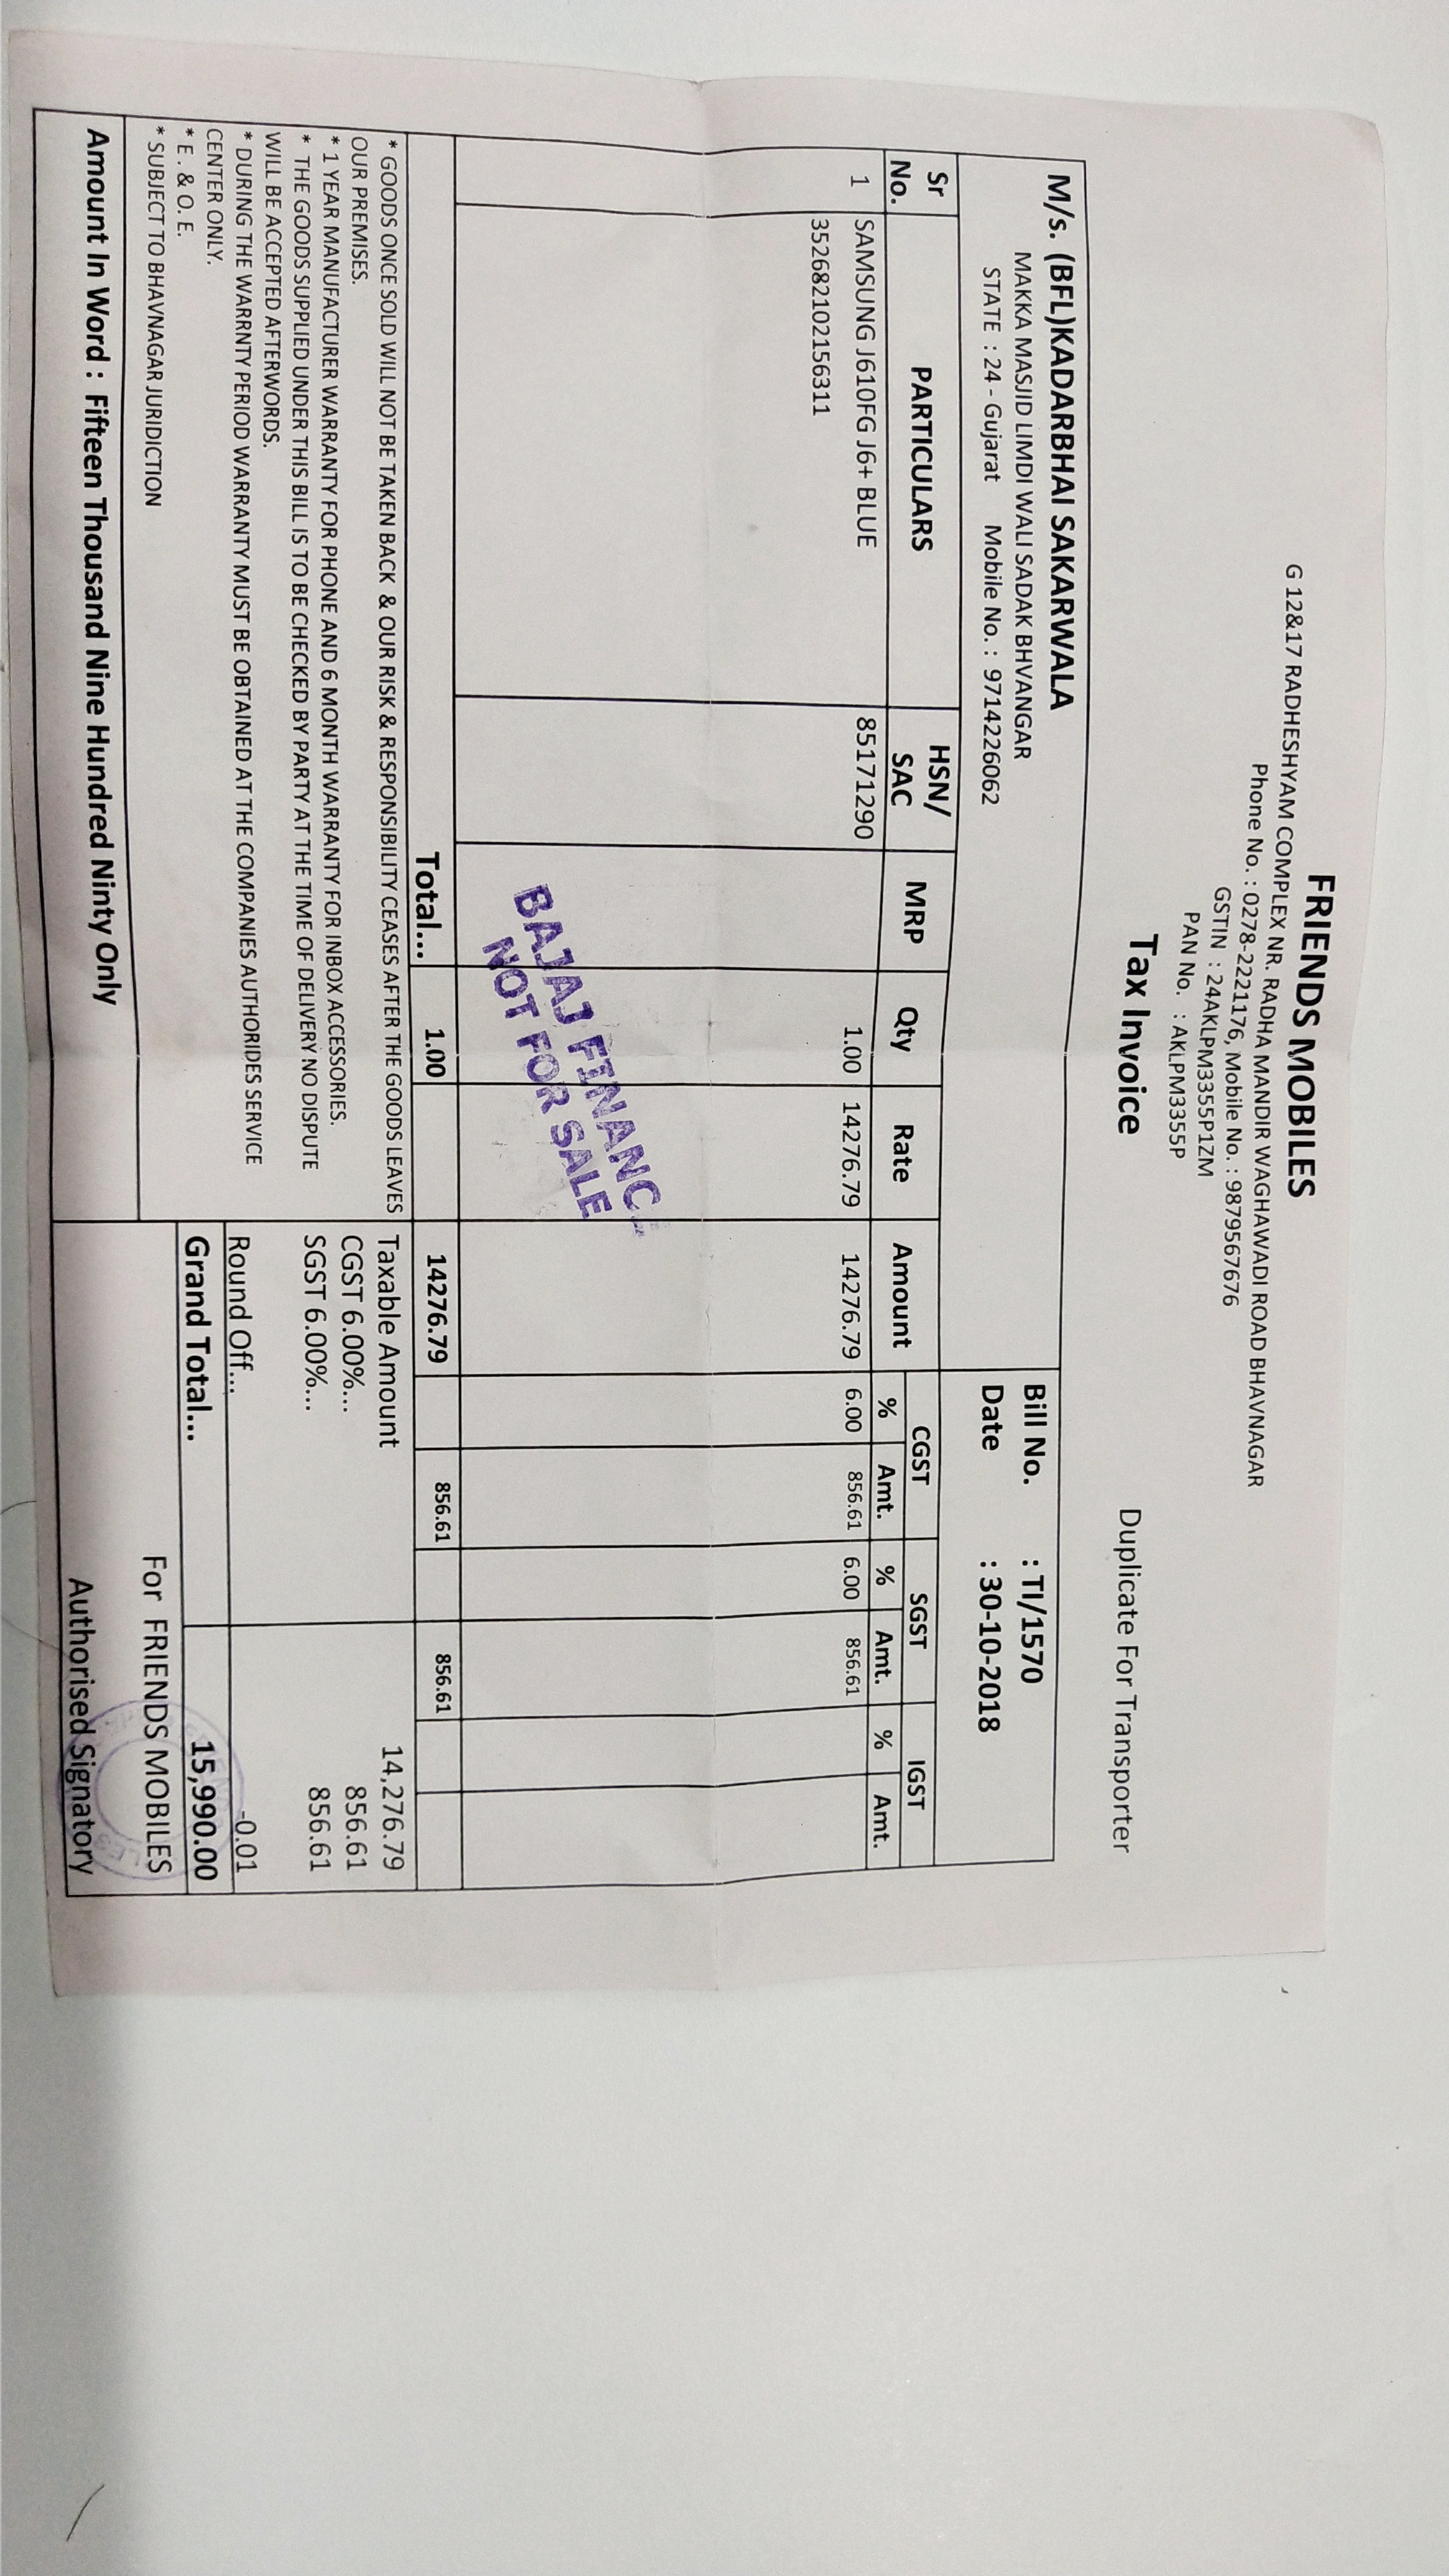 FRIENDS MOBILES
G 12&17 RADHESHYAM COMPLEX NR. RADHA MANDIR WAGHAWADI ROAD BHAVNAGAR
Phone No. : 0278-2221176, Mobile No. : 9879567676
GSTIN : 24AKLPM3355P1ZM
PAN No. : AKLPM3355P
Tax Invoice
Duplicate For Transporter
M/s. (BFL)KADARBHAI SAKARWALA
MAKKA MASJID LIMDI WALI SADAK BHVANGAR
STATE : 24 - Gujarat Mobile No. : 9714226062
Bill No. : TI/1570
Date : 30-10-2018
Sr No. PARTICULARS HSN/ SAC MRP Qty Rate Amount CGST SGST IGST
% Amt. % Amt. % Amt.
1 SAMSUNG J610FG J6+ BLUE 85171290 1.00 14276.79 14276.79 6.00 856.61 6.00 856.61
352682102156311
BAJAJ FINANC
NOT FOR SALE
Total... 1.00 14276.79 856.61 856.61
* GOODS ONCE SOLD WILL NOT BE TAKEN BACK & OUR RISK & RESPONSIBILITY CEASES AFTER THE GOODS LEAVES
OUR PREMISES.
* 1 YEAR MANUFACTURER WARRANTY FOR PHONE AND 6 MONTH WARRANTY FOR INBOX ACCESSORIES.
* THE GOODS SUPPLIED UNDER THIS BILL IS TO BE CHECKED BY PARTY AT THE TIME OF DELIVERY NO DISPUTE
WILL BE ACCEPTED AFTERWORDS.
* DURING THE WARRNTY PERIOD WARRANTY MUST BE OBTAINED AT THE COMPANIES AUTHORIDES SERVICE
CENTER ONLY.
* E . & O. E.
* SUBJECT TO BHAVNAGAR JURIDICTION
Taxable Amount 14,276.79
CGST 6.00%... 856.61
SGST 6.00%... 856.61
Round Off... -0.01
Grand Total... 15,990.00
Amount In Word : Fifteen Thousand Nine Hundred Ninty Only
For FRIENDS MOBILES
Authorised Signatory